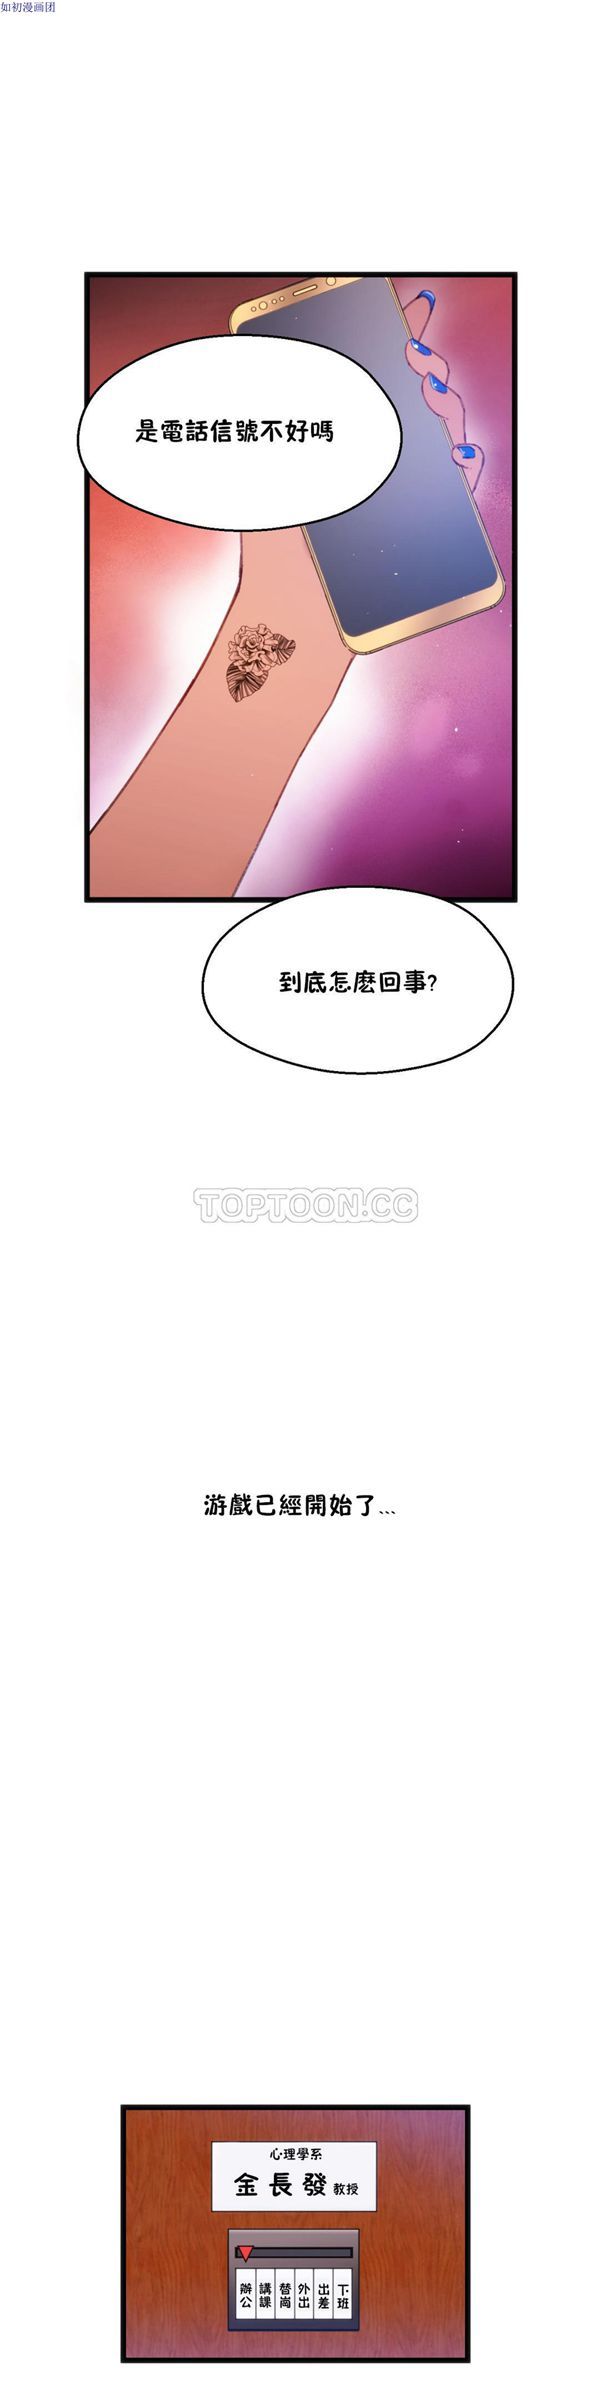 如初漫画团
是電話信號不好嗎
到底怎麼回事?
TOPTOON.CC
游戲已經開始了...
心理學系
金長發 教授
辦公
講課
替崗
外出
出差
下班